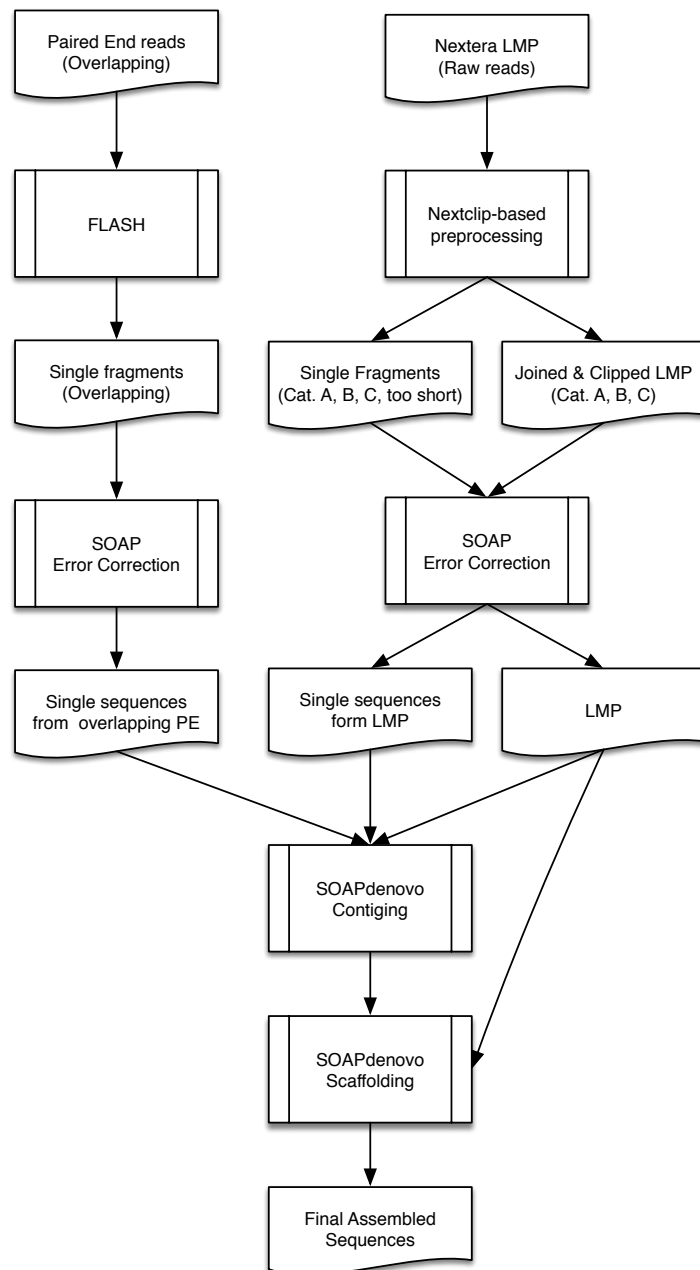 Paired End reads
(Overlapping)
Nextera LMP
(Raw reads)
FLASH
Nextclip-based
preprocessing
Single fragments
(Overlapping)
Single Fragments
(Cat. A, B, C, too short)
Joined & Clipped LMP
(Cat. A, B, C)
SOAP
Error Correction
SOAP
Error Correction
Single sequences
from overlapping PE
Single sequences
form LMP
LMP
SOAPdenovo
Contiging
SOAPdenovo
Scaffolding
Final Assembled
Sequences